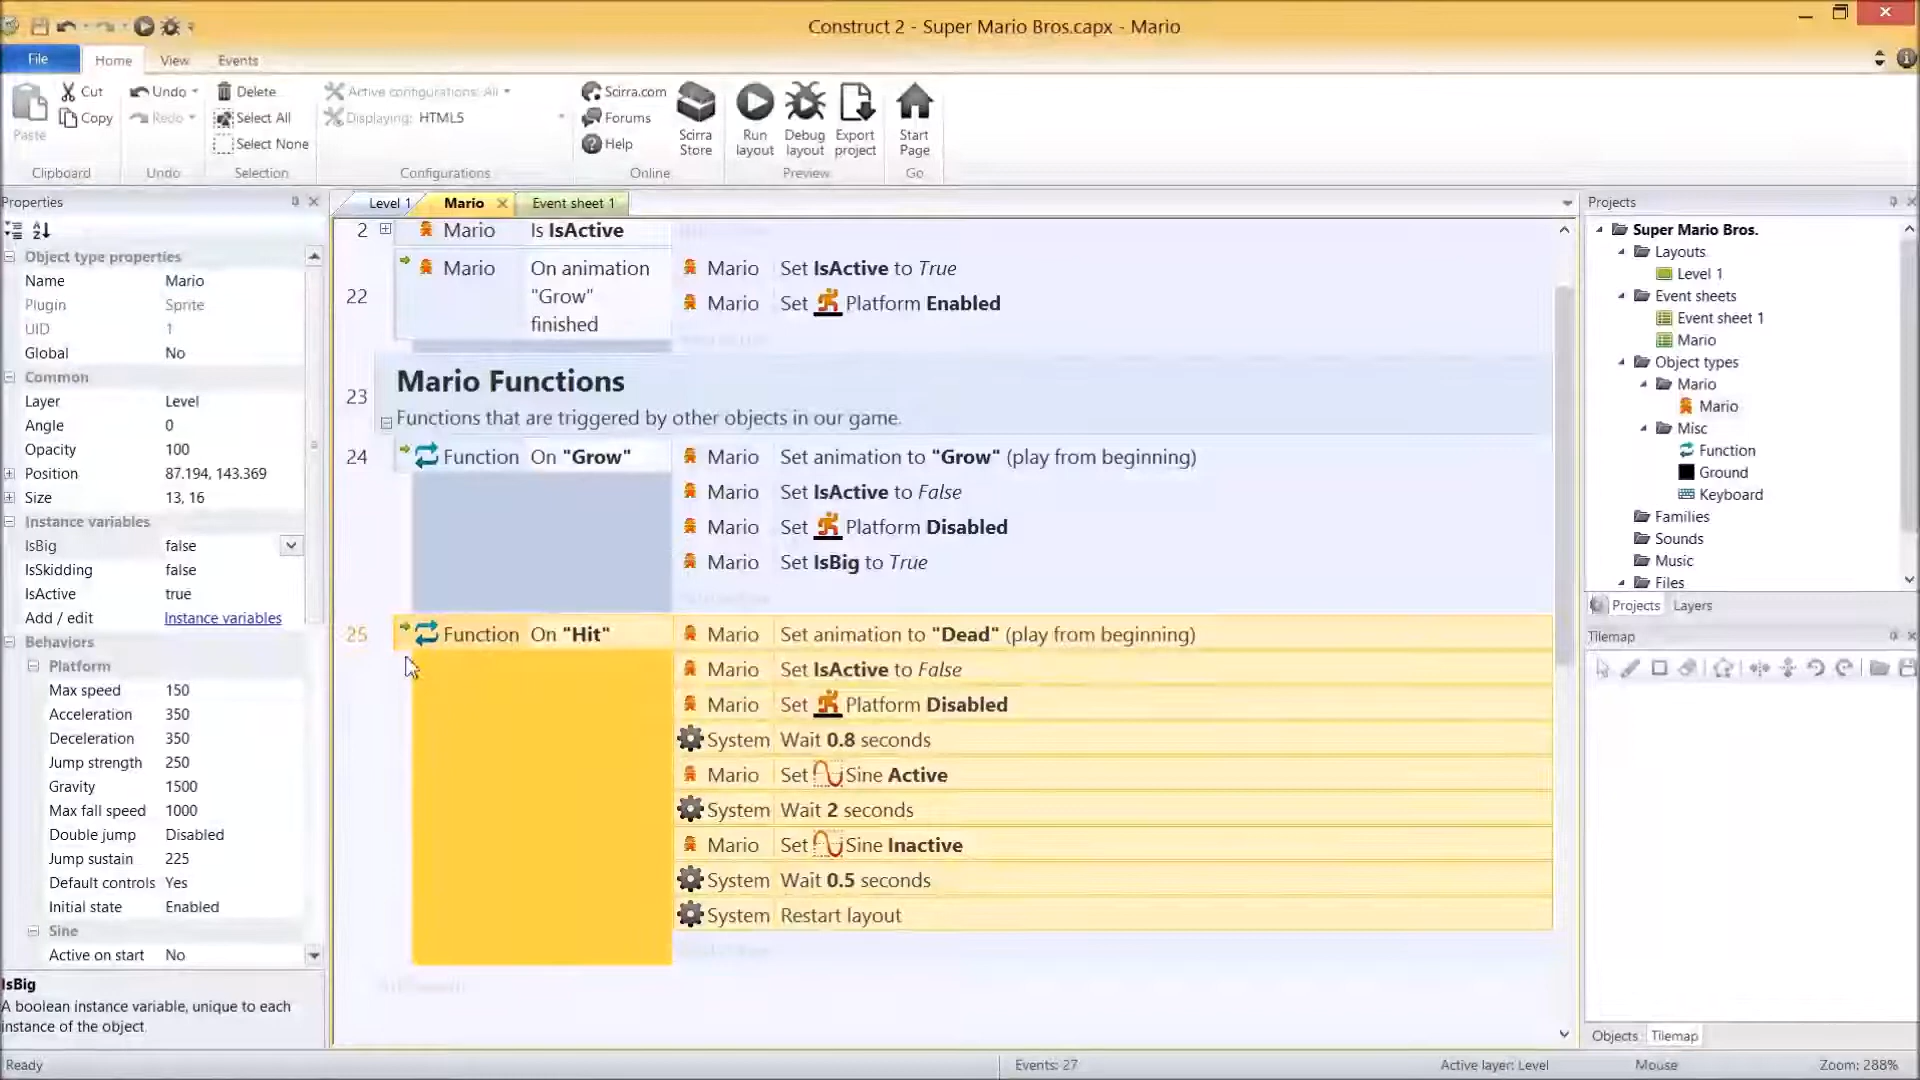 Construct 2 - Super Mario Bros.capx - Mario
File Home View Events
Paste Cut Copy
Undo Redo
Delete Select All Select None
Active configurations: All
Displaying: HTML5
Scirra.com Forums Help
Scirra Store
Run layout Debug layout Export project
Start Page
Clipboard Undo Selection Configurations Online Preview Go
Properties
Object type properties
Name Mario
Plugin Sprite
UID 1
Global No
Common
Layer Level
Angle 0
Opacity 100
Position 87.194, 143.369
Size 13, 16
Instance variables
IsBig false
IsSkidding false
IsActive true
Add / edit Instance variables
Behaviors
Platform
Max speed 150
Acceleration 350
Deceleration 350
Jump strength 250
Gravity 1500
Max fall speed 1000
Double jump Disabled
Jump sustain 225
Default controls Yes
Initial state Enabled
Sine
Active on start No
IsBig
A boolean instance variable, unique to each
instance of the object
Level 1 Mario Event sheet 1
2 Mario Is IsActive
22 Mario On animation "Grow" finished
Mario Set IsActive to True
Mario Set Platform Enabled
23 Mario Functions
Functions that are triggered by other objects in our game.
24 Function On "Grow" Mario Set animation to "Grow" (play from beginning)
Mario Set IsActive to False
Mario Set Platform Disabled
Mario Set IsBig to True
25 Function On "Hit" Mario Set animation to "Dead" (play from beginning)
Mario Set IsActive to False
Mario Set Platform Disabled
System Wait 0.8 seconds
Mario Set Sine Active
System Wait 2 seconds
Mario Set Sine Inactive
System Wait 0.5 seconds
System Restart layout
Projects
Super Mario Bros.
Layouts
Level 1
Event sheets
Event sheet 1
Mario
Object types
Mario
Mario
Misc
Function
Ground
Keyboard
Families
Sounds
Music
Files
Projects Layers
Tilemap
Objects Tilemap
Ready Events: 27 Active layer: Level Mouse Zoom: 288%